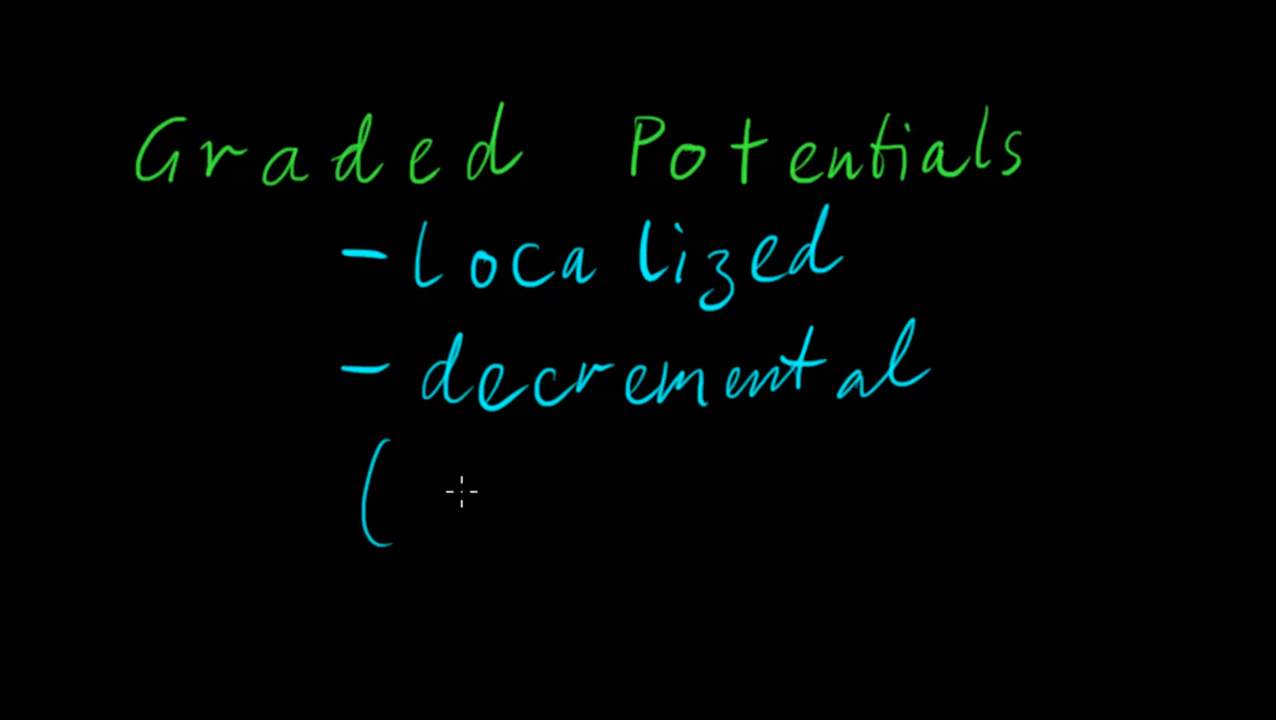 Graded Potentials
- localized
- decremental
(